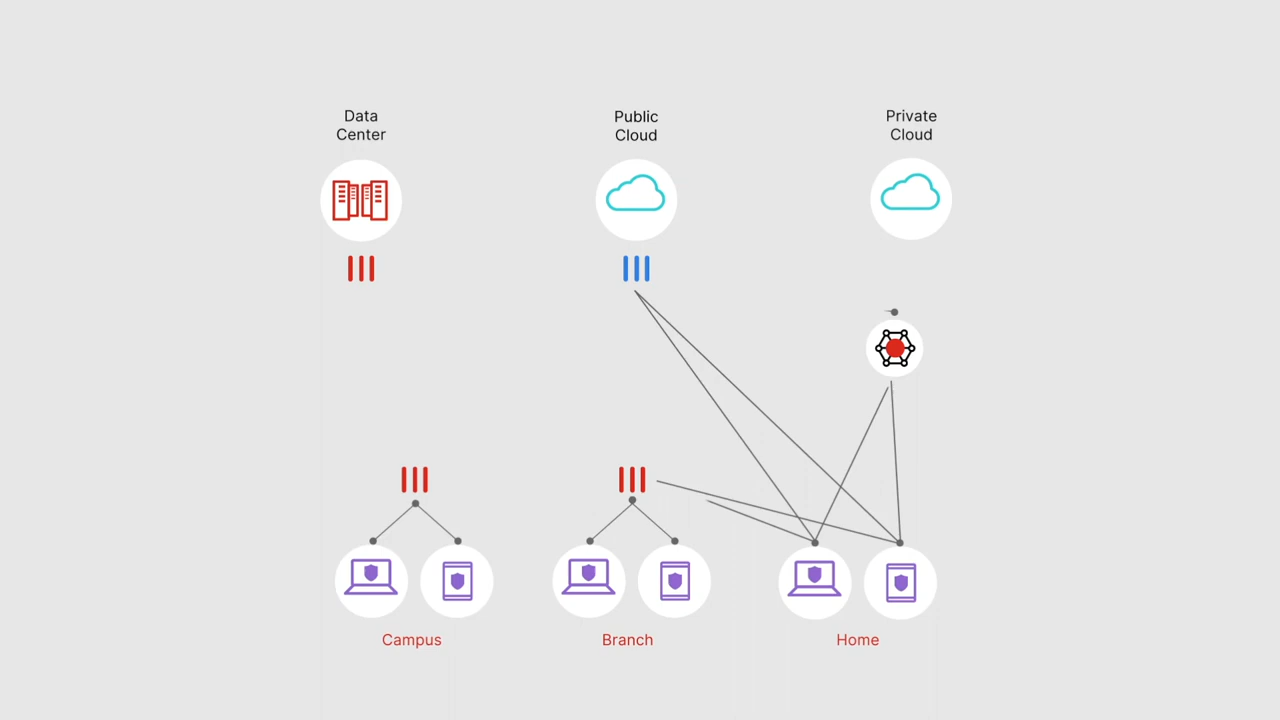 Data
Center
Public
Cloud
Private
Cloud
Campus
Branch
Home